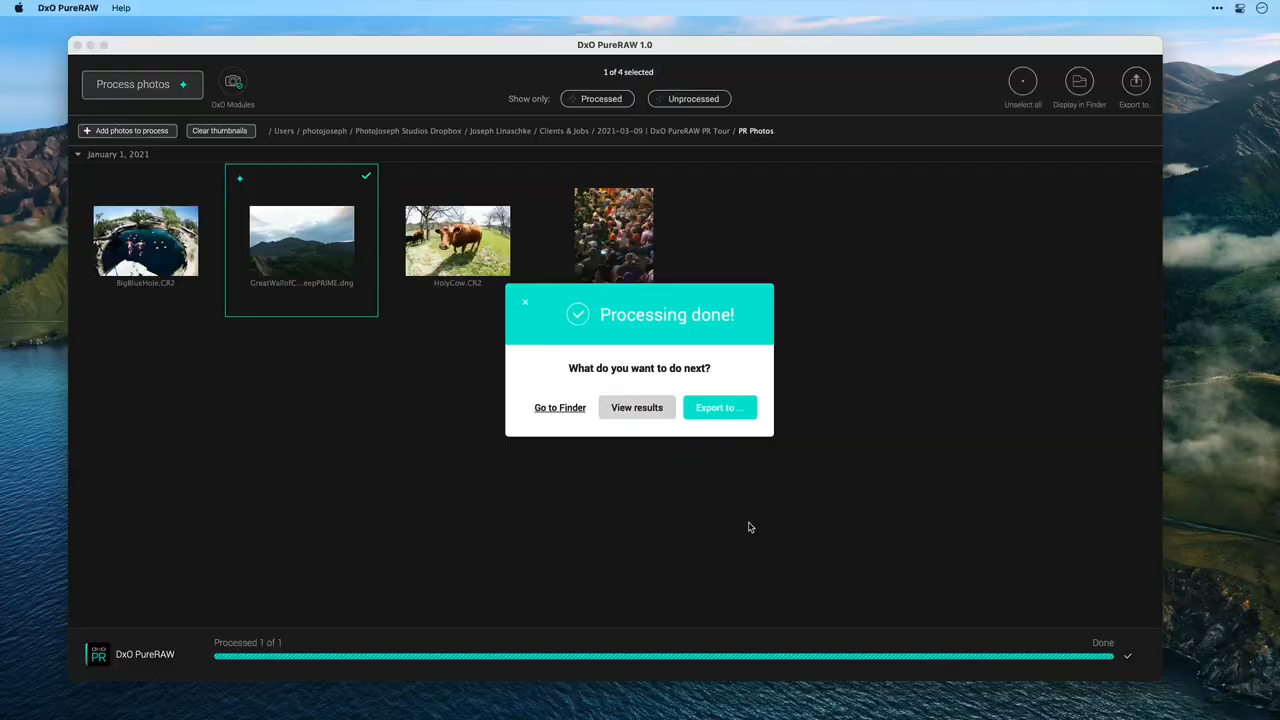 DxO PureRAW Help
DxO PureRAW 1.0
Process photos
DxO Modules
1 of 4 selected
Show only: Processed Unprocessed
Unselect all Display in Finder Export to...
Add photos to process Clear thumbnails / Users / photojoseph / PhotoJoseph Studios Dropbox / Joseph Linaschke / Clients & Jobs / 2021-03-09 | DxO PureRAW PR Tour / PR Photos
January 1, 2021
BigBlueHole.CR2 GreatWallofC...eepPRIME.dng HolyCow.CR2
Processing done!
What do you want to do next?
Go to Finder View results Export to ...
Processed 1 of 1 Done
DxO PR DxO PureRAW